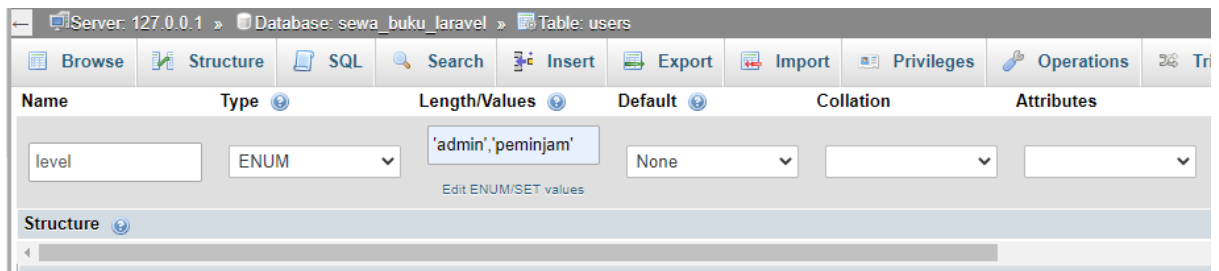 ← Server: 127.0.0.1 » Database: sewa_buku_laravel » Table: users
Browse Structure SQL Search Insert Export Import Privileges Operations Tri
Name Type Length/Values Default Collation Attributes
level ENUM 'admin','peminjam' None
Edit ENUM/SET values
Structure